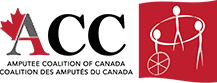 ACC
AMPUTEE COALITION OF CANADA
COALITION DES AMPUTÉS DU CANADA